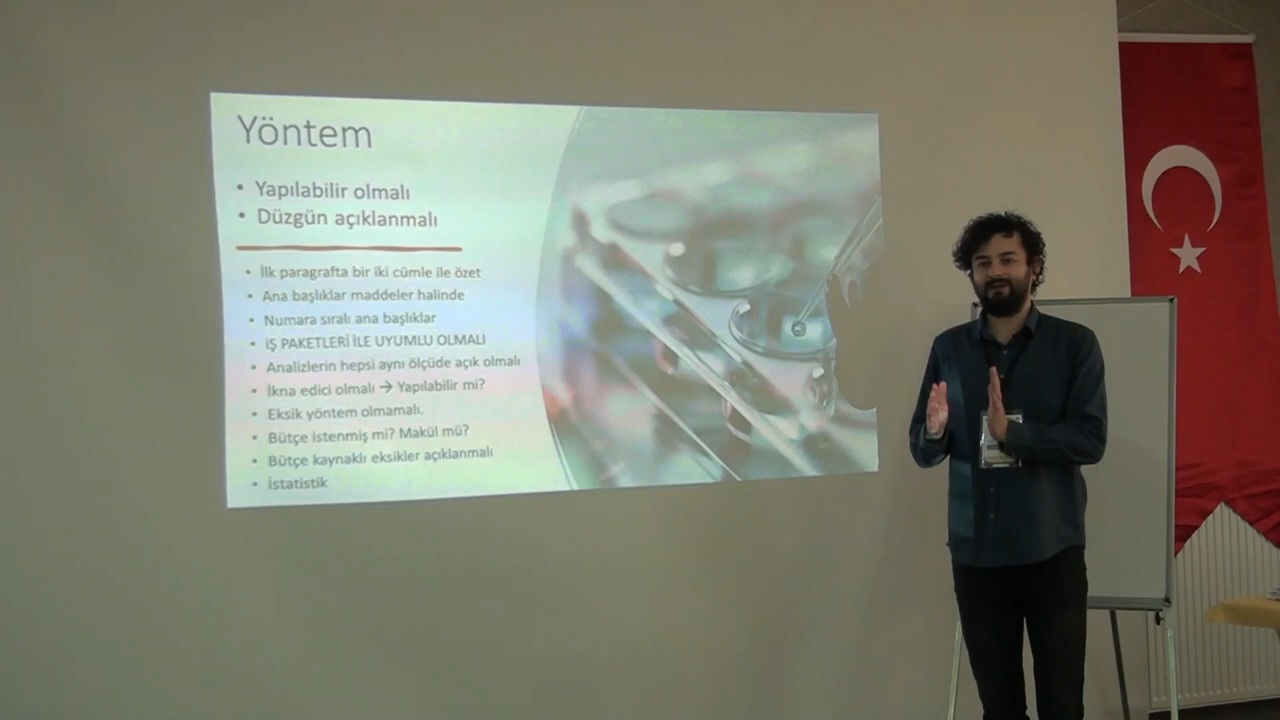 Yöntem
• Yapılabilir olmalı
• Düzgün açıklanmalı
• İlk paragrafta bir iki cümle ile özet
• Ana başlıklar maddeler halinde
• Numara sıralı ana başlıklar
• İŞ PAKETLERİ İLE UYUMLU OLMALI
• Analizlerin hepsi aynı ölçüde açık olmalı
• İkna edici olmalı → Yapılabilir mi?
• Eksik yöntem olmamalı.
• Bütçe istenmiş mi? Makül mü?
• Bütçe kaynaklı eksikler açıklanmalı
• İstatistik